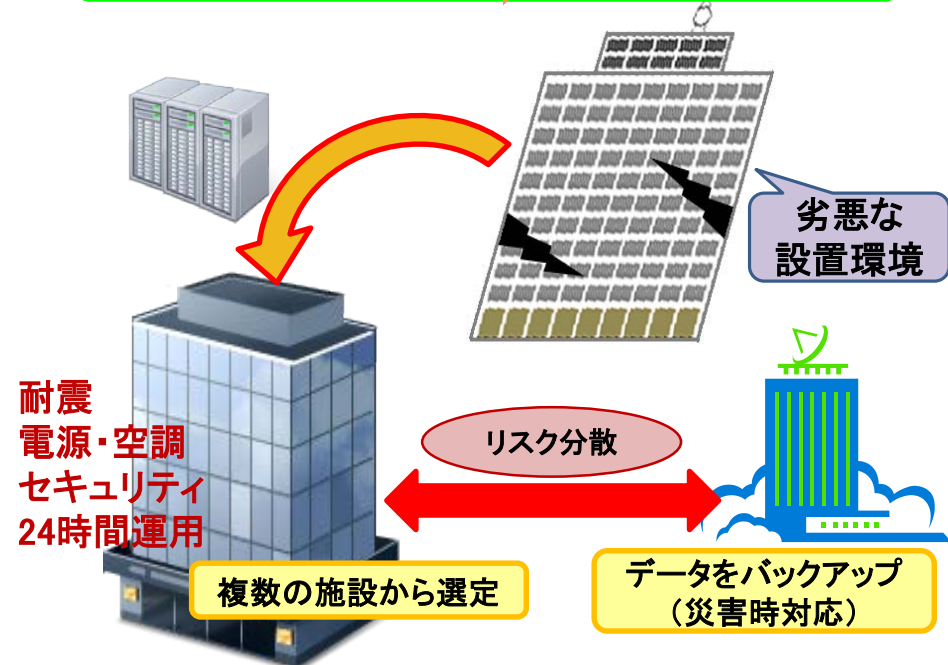 劣悪な
設置環境
耐震
電源・空調
セキュリティ
24時間運用
リスク分散
複数の施設から選定
データをバックアップ
（災害時対応）